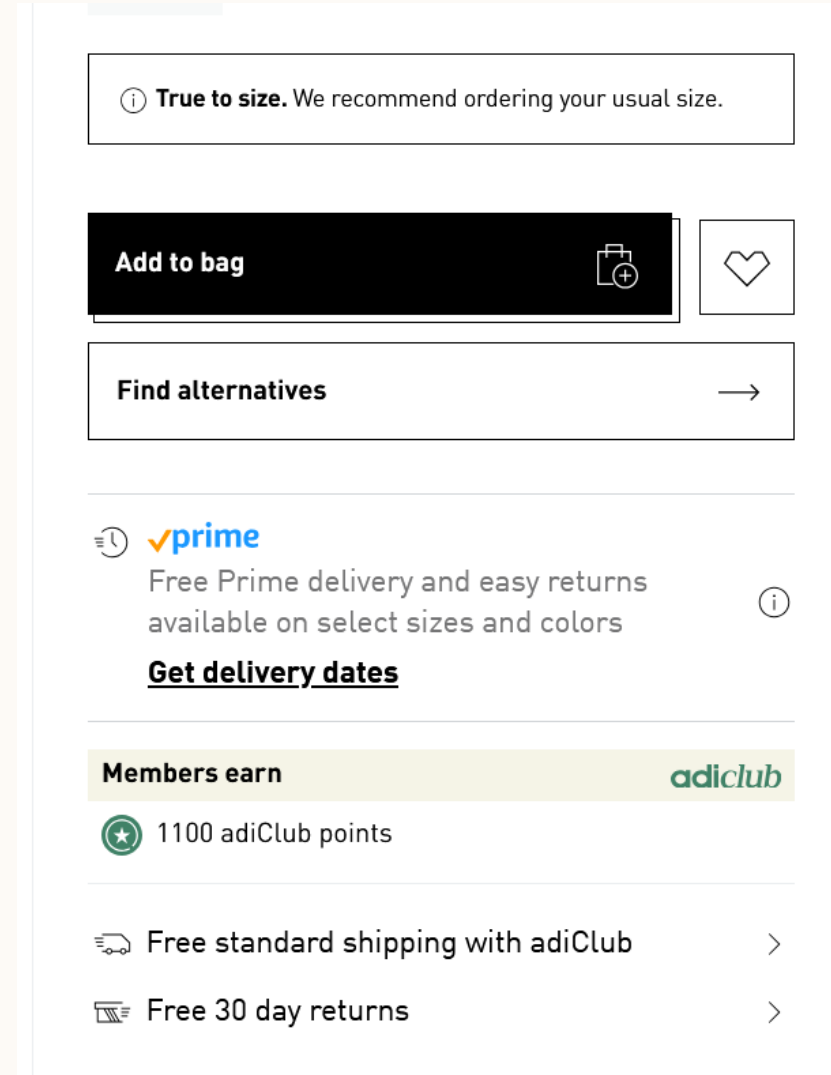 True to size. We recommend ordering your usual size.
Add to bag
Find alternatives
prime
Free Prime delivery and easy returns
available on select sizes and colors
Get delivery dates
Members earn
adiclub
1100 adiClub points
Free standard shipping with adiClub
Free 30 day returns